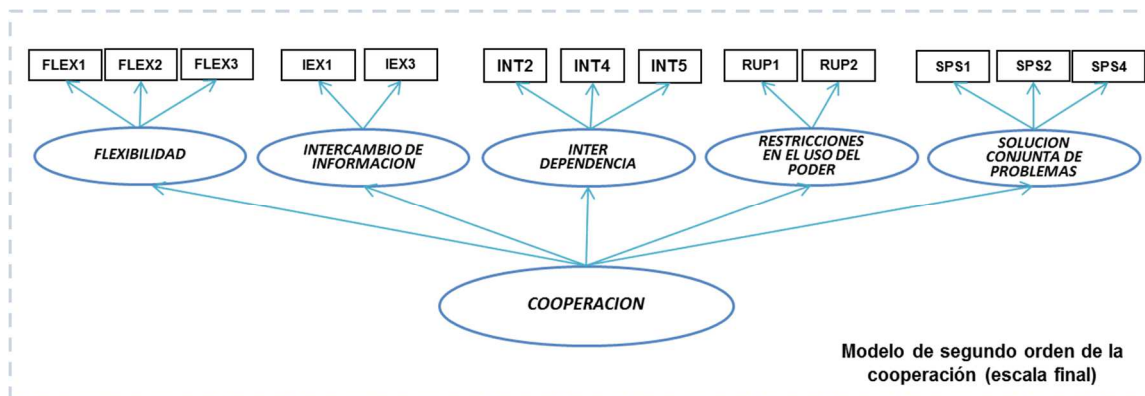 FLEX1
FLEX2
FLEX3
IEX1
IEX3
INT2
INT4
INT5
RUP1
RUP2
SPS1
SPS2
SPS4
FLEXIBILIDAD
INTERCAMBIO DE
INFORMACION
INTER
DEPENDENCIA
RESTRICCIONES
EN EL USO DEL
PODER
SOLUCION
CONJUNTA DE
PROBLEMAS
COOPERACION
Modelo de segundo orden de la
cooperación (escala final)